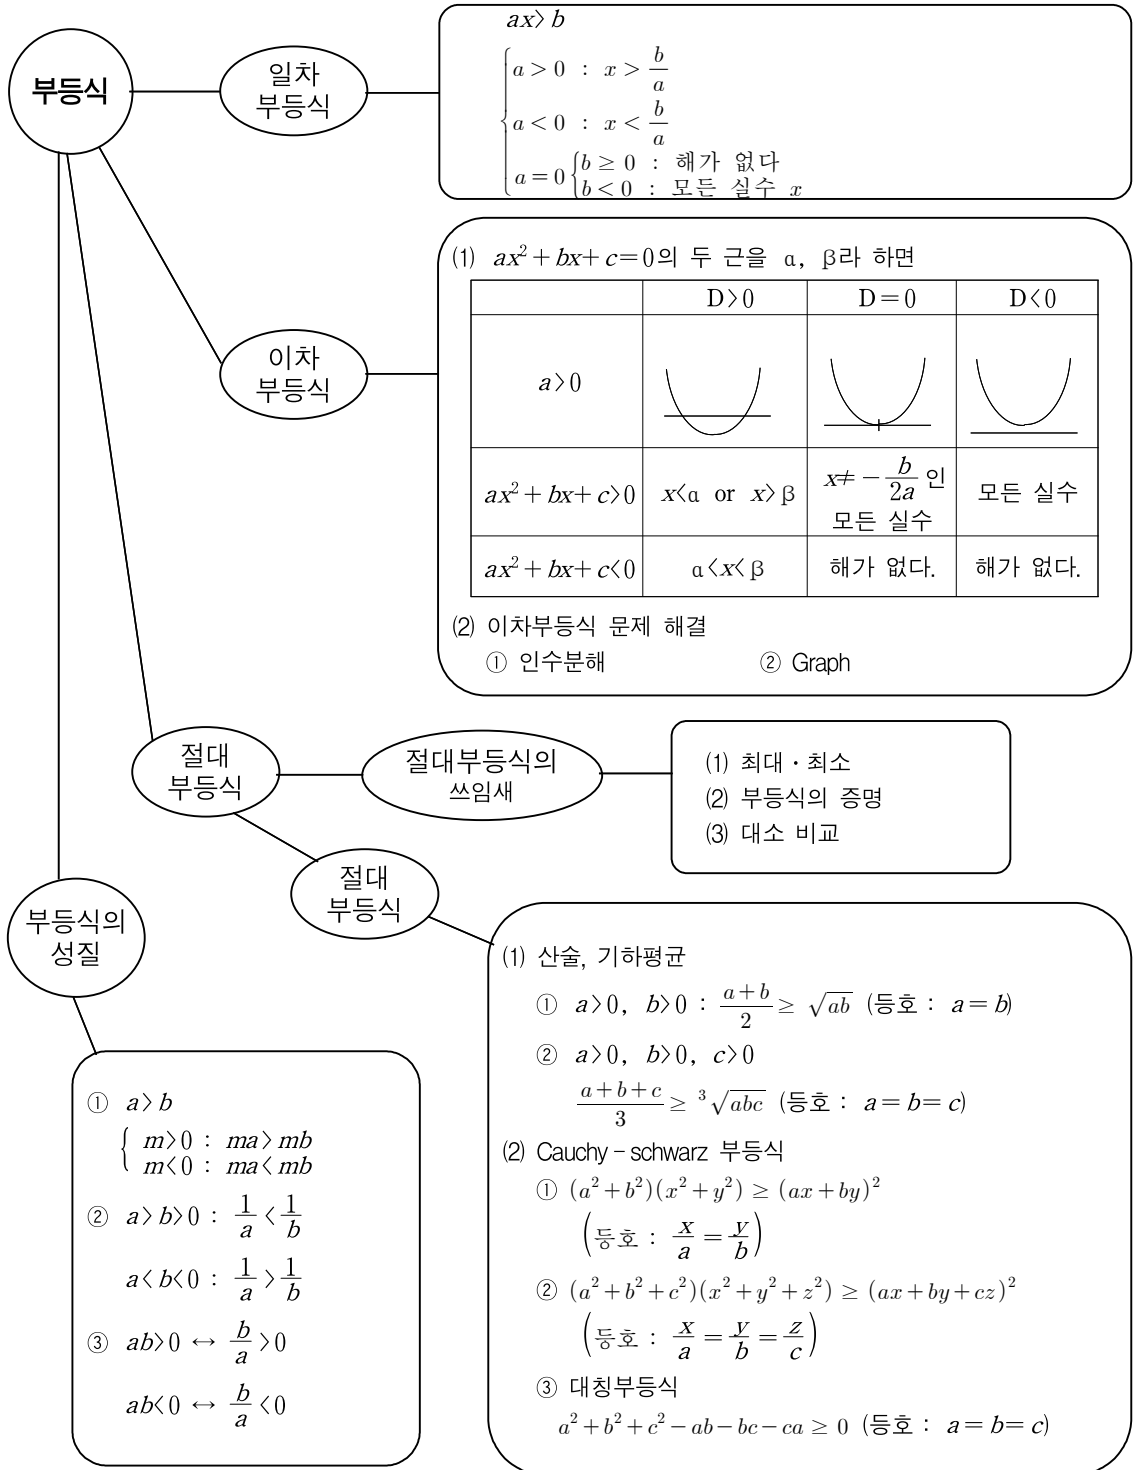 부등식
일차
부등식
ax > b
a > 0 : x > b/a
a < 0 : x < b/a
a = 0 { b ≥ 0 : 해가 없다
b < 0 : 모든 실수 x
이차
부등식
(1) ax² + bx + c = 0의 두 근을 α, β라 하면
D > 0 D = 0 D < 0
a > 0
ax² + bx + c > 0 x < α or x > β x ≠ - b/2a 인 모든 실수 모든 실수
ax² + bx + c < 0 α < x < β 해가 없다. 해가 없다.
(2) 이차부등식 문제 해결
① 인수분해 ② Graph
절대
부등식
절대부등식의
쓰임새
(1) 최대 · 최소
(2) 부등식의 증명
(3) 대소 비교
절대
부등식
(1) 산술, 기하평균
① a > 0, b > 0 : (a+b)/2 ≥ √ab (등호 : a = b)
② a > 0, b > 0, c > 0
(a+b+c)/3 ≥ ³√abc (등호 : a = b = c)
(2) Cauchy - schwarz 부등식
① (a² + b²)(x² + y²) ≥ (ax + by)²
(등호 : x/a = y/b)
② (a² + b² + c²)(x² + y² + z²) ≥ (ax + by + cz)²
(등호 : x/a = y/b = z/c)
③ 대칭부등식
a² + b² + c² - ab - bc - ca ≥ 0 (등호 : a = b = c)
부등식의
성질
① a > b
m > 0 : ma > mb
m < 0 : ma < mb
② a > b > 0 : 1/a < 1/b
a < b < 0 : 1/a > 1/b
③ ab > 0 ↔ b/a > 0
ab < 0 ↔ b/a < 0